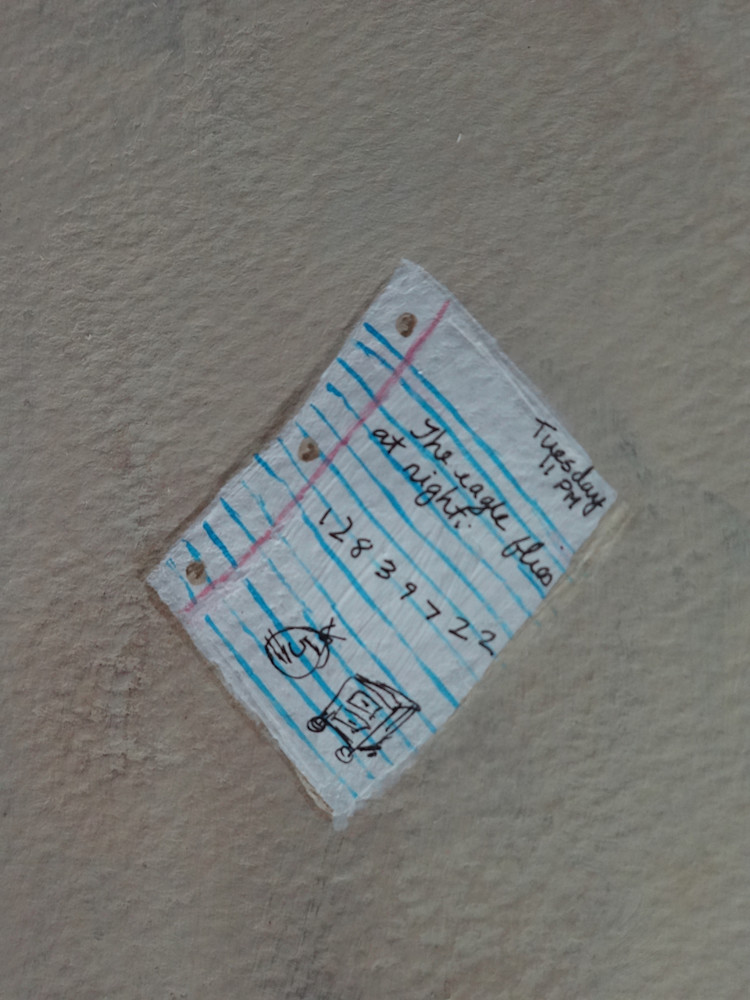 Tuesday
11 PM
The eagle flies
at night.
12839722